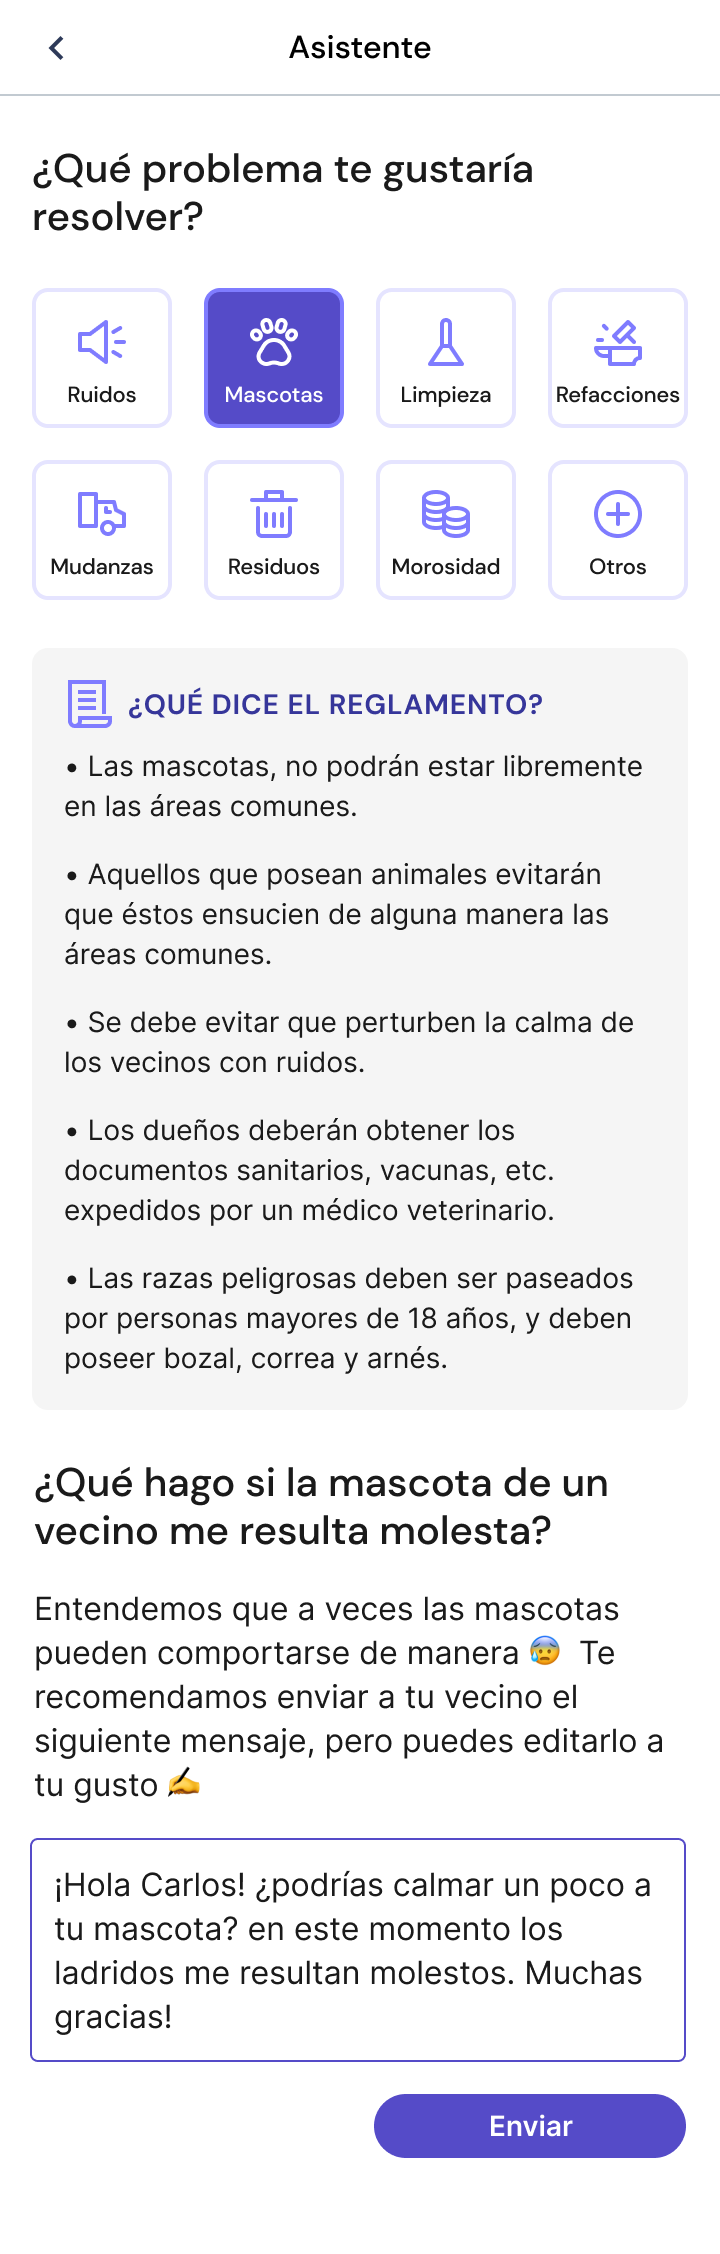 Asistente
¿Qué problema te gustaría
resolver?
Ruidos
Mascotas
Limpieza
Refacciones
Mudanzas
Residuos
Morosidad
Otros
¿QUÉ DICE EL REGLAMENTO?
• Las mascotas, no podrán estar libremente
en las áreas comunes.
• Aquellos que posean animales evitarán
que éstos ensucien de alguna manera las
áreas comunes.
• Se debe evitar que perturben la calma de
los vecinos con ruidos.
• Los dueños deberán obtener los
documentos sanitarios, vacunas, etc.
expedidos por un médico veterinario.
• Las razas peligrosas deben ser paseados
por personas mayores de 18 años, y deben
poseer bozal, correa y arnés.
¿Qué hago si la mascota de un
vecino me resulta molesta?
Entendemos que a veces las mascotas
pueden comportarse de manera 😰 Te
recomendamos enviar a tu vecino el
siguiente mensaje, pero puedes editarlo a
tu gusto ✍️
¡Hola Carlos! ¿podrías calmar un poco a
tu mascota? en este momento los
ladridos me resultan molestos. Muchas
gracias!
Enviar